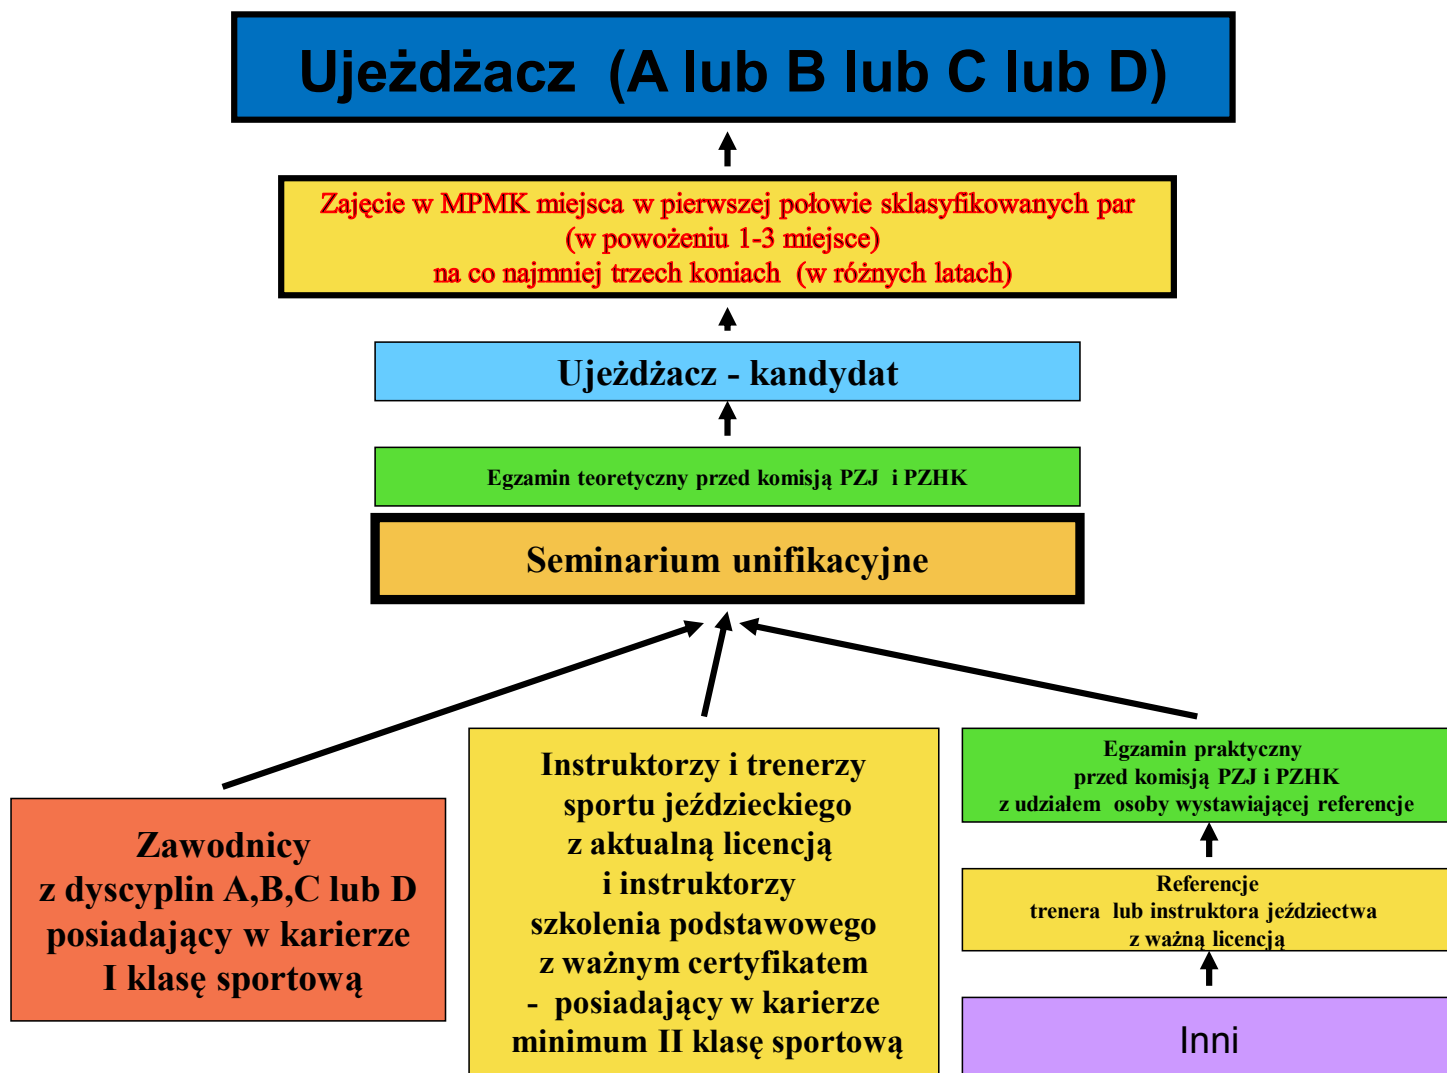 Ujeżdżacz (A lub B lub C lub D)
Zajęcie w MPMK miejsca w pierwszej połowie sklasyfikowanych par
(w powożeniu 1-3 miejsce)
na co najmniej trzech koniach (w różnych latach)
Ujeżdżacz - kandydat
Egzamin teoretyczny przed komisją PZJ i PZHK
Seminarium unifikacyjne
Zawodnicy
z dyscyplin A,B,C lub D
posiadający w karierze
I klasę sportową
Instruktorzy i trenerzy
sportu jeździeckiego
z aktualną licencją
i instruktorzy
szkolenia podstawowego
z ważnym certyfikatem
- posiadający w karierze
minimum II klasę sportową
Egzamin praktyczny
przed komisją PZJ i PZHK
z udziałem osoby wystawiającej referencje
Referencje
trenera lub instruktora jeździectwa
z ważną licencją
Inni